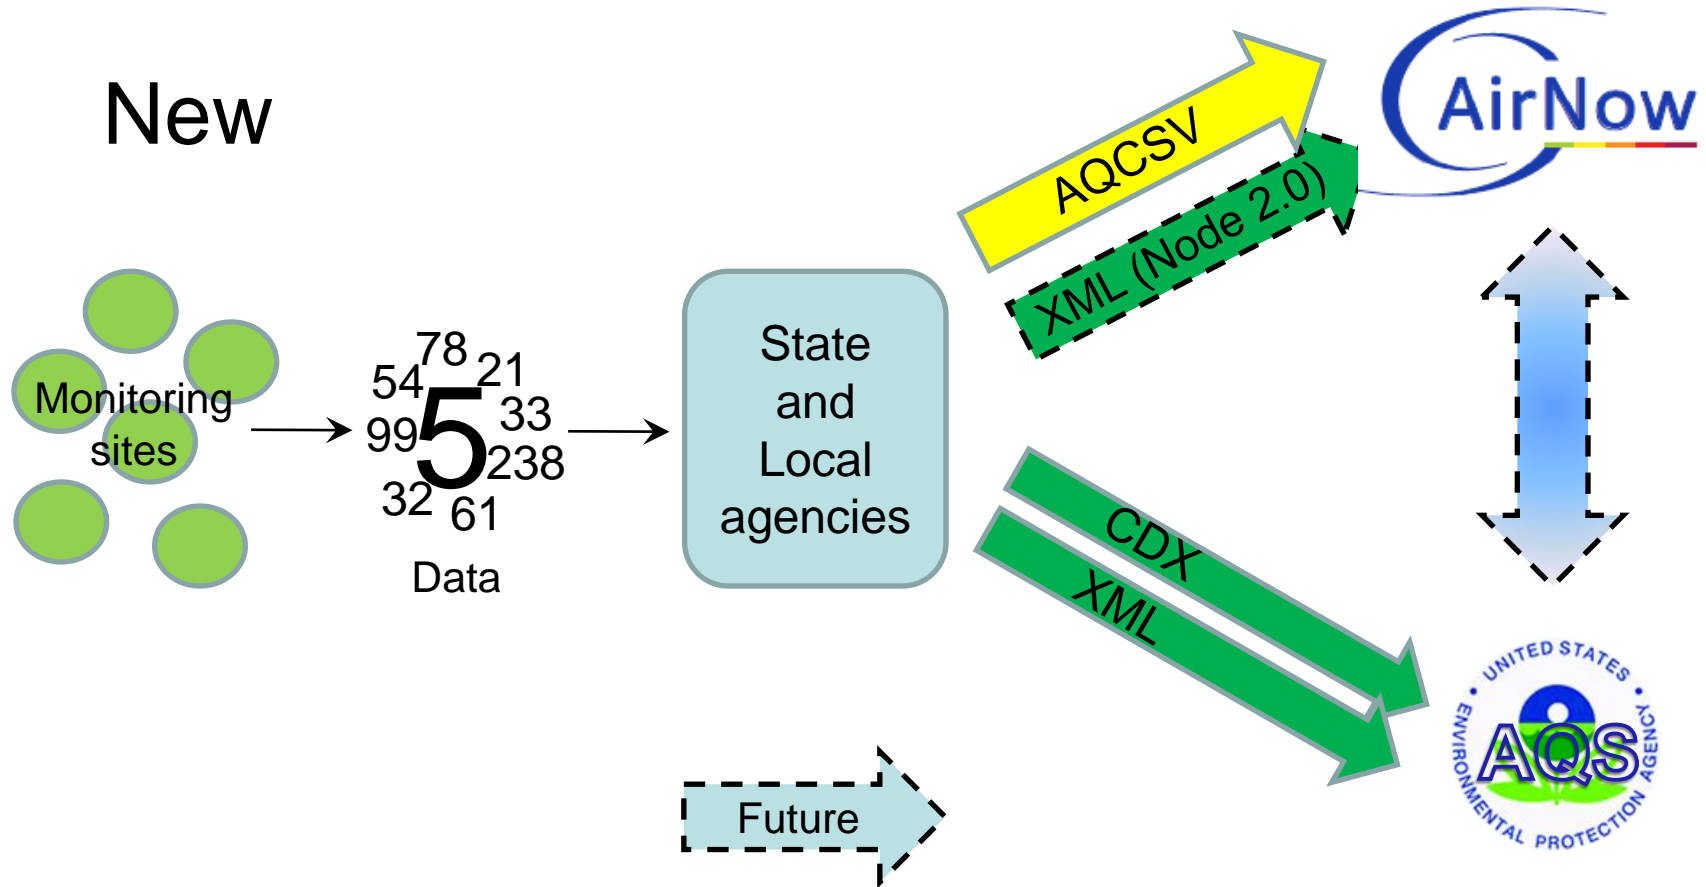 New
Monitoring
sites
78
54
21
5
33
99
238
32
61
Data
State
and
Local
agencies
AQCSV
XML (Node 2.0)
AirNow
CDX
XML
Future
UNITED STATES
ENVIRONMENTAL PROTECTION AGENCY
AQS